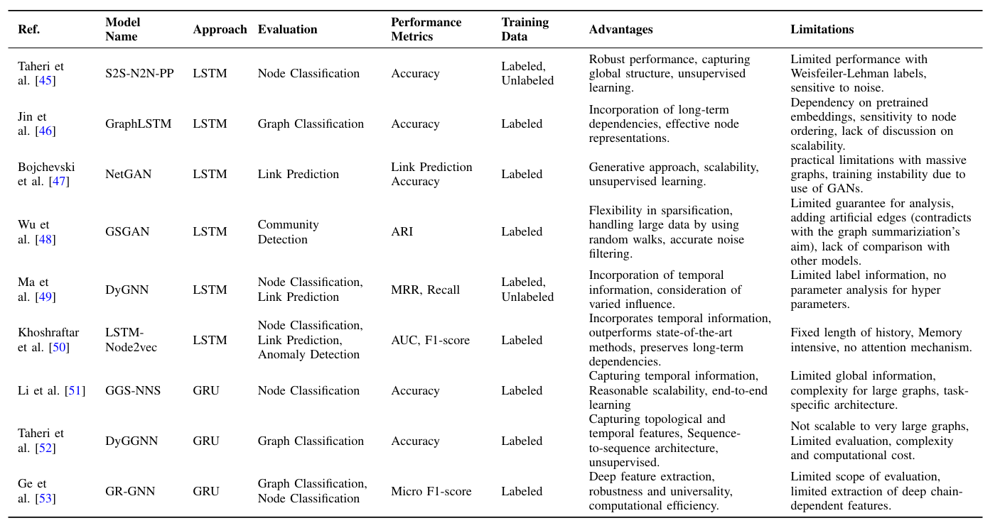 Ref. Model Name Approach Evaluation Performance Metrics Training Data Advantages Limitations
Taheri et
al. [45]
S2S-N2N-PP
LSTM
Node Classification
Accuracy
Labeled,
Unlabeled
Robust performance, capturing
global structure, unsupervised
learning.
Limited performance with
Weisfeiler-Lehman labels,
sensitive to noise.
Jin et
al. [46]
GraphLSTM
LSTM
Graph Classification
Accuracy
Labeled
Incorporation of long-term
dependencies, effective node
representations.
Dependency on pretrained
embeddings, sensitivity to node
ordering, lack of discussion on
scalability.
Bojchevski
et al. [47]
NetGAN
LSTM
Link Prediction
Link Prediction
Accuracy
Labeled
Generative approach, scalability,
unsupervised learning.
practical limitations with massive
graphs, training instability due to
use of GANs.
Wu et
al. [48]
GSGAN
LSTM
Community
Detection
ARI
Labeled
Flexibility in sparsification,
handling large data by using
random walks, accurate noise
filtering.
Limited guarantee for analysis,
adding artificial edges (contradicts
with the graph summariziation's
aim), lack of comparison with
other models.
Ma et
al. [49]
DyGNN
LSTM
Node Classification,
Link Prediction
MRR, Recall
Labeled,
Unlabeled
Incorporation of temporal
information, consideration of
varied influence.
Limited label information, no
parameter analysis for hyper
parameters.
Khoshraftar
et al. [50]
LSTM-
Node2vec
LSTM
Node Classification,
Link Prediction,
Anomaly Detection
AUC, F1-score
Labeled
Incorporates temporal information,
outperforms state-of-the-art
methods, preserves long-term
dependencies.
Fixed length of history, Memory
intensive, no attention mechanism.
Li et al. [51]
GGS-NNS
GRU
Node Classification
Accuracy
Labeled
Capturing temporal information,
Reasonable scalability, end-to-end
learning
Limited global information,
complexity for large graphs, task-
specific architecture.
Taheri et
al. [52]
DyGGNN
GRU
Graph Classification
Accuracy
Labeled
Capturing topological and
temporal features, Sequence-
to-sequence architecture,
unsupervised.
Not scalable to very large graphs,
Limited evaluation, complexity
and computational cost.
Ge et
al. [53]
GR-GNN
GRU
Graph Classification,
Node Classification
Micro F1-score
Labeled
Deep feature extraction,
robustness and universality,
computational efficiency.
Limited scope of evaluation,
limited extraction of deep chain-
dependent features.